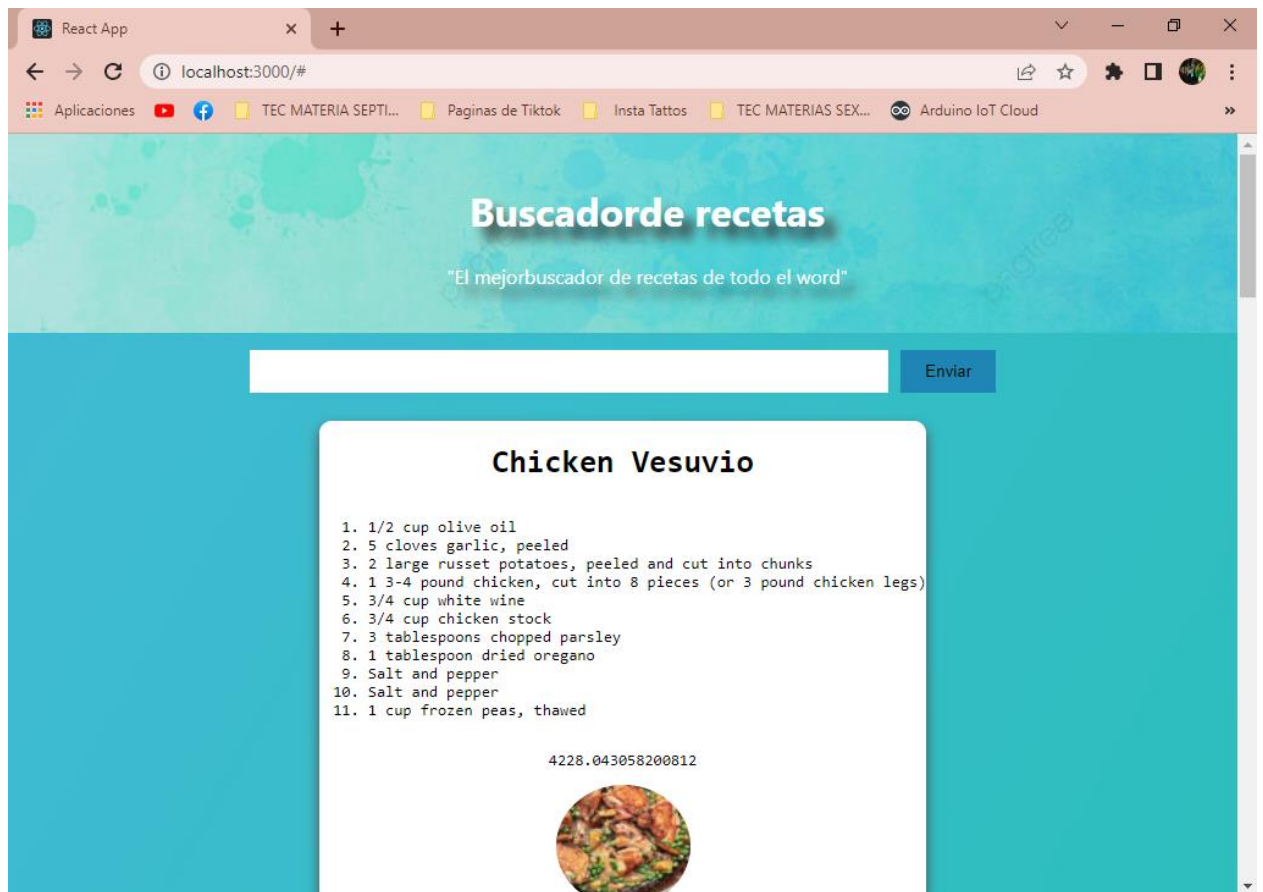 React App
localhost:3000/#
Aplicaciones
TEC MATERIA SEPTI...
Paginas de Tiktok
Insta Tattos
TEC MATERIAS SEX...
Arduino IoT Cloud
»
Buscadorde recetas
"El mejorbuscador de recetas de todo el word"
pngtree
Enviar
Chicken Vesuvio
1. 1/2 cup olive oil
2. 5 cloves garlic, peeled
3. 2 large russet potatoes, peeled and cut into chunks
4. 1 3-4 pound chicken, cut into 8 pieces (or 3 pound chicken legs)
5. 3/4 cup white wine
6. 3/4 cup chicken stock
7. 3 tablespoons chopped parsley
8. 1 tablespoon dried oregano
9. Salt and pepper
10. Salt and pepper
11. 1 cup frozen peas, thawed
4228.043058200812